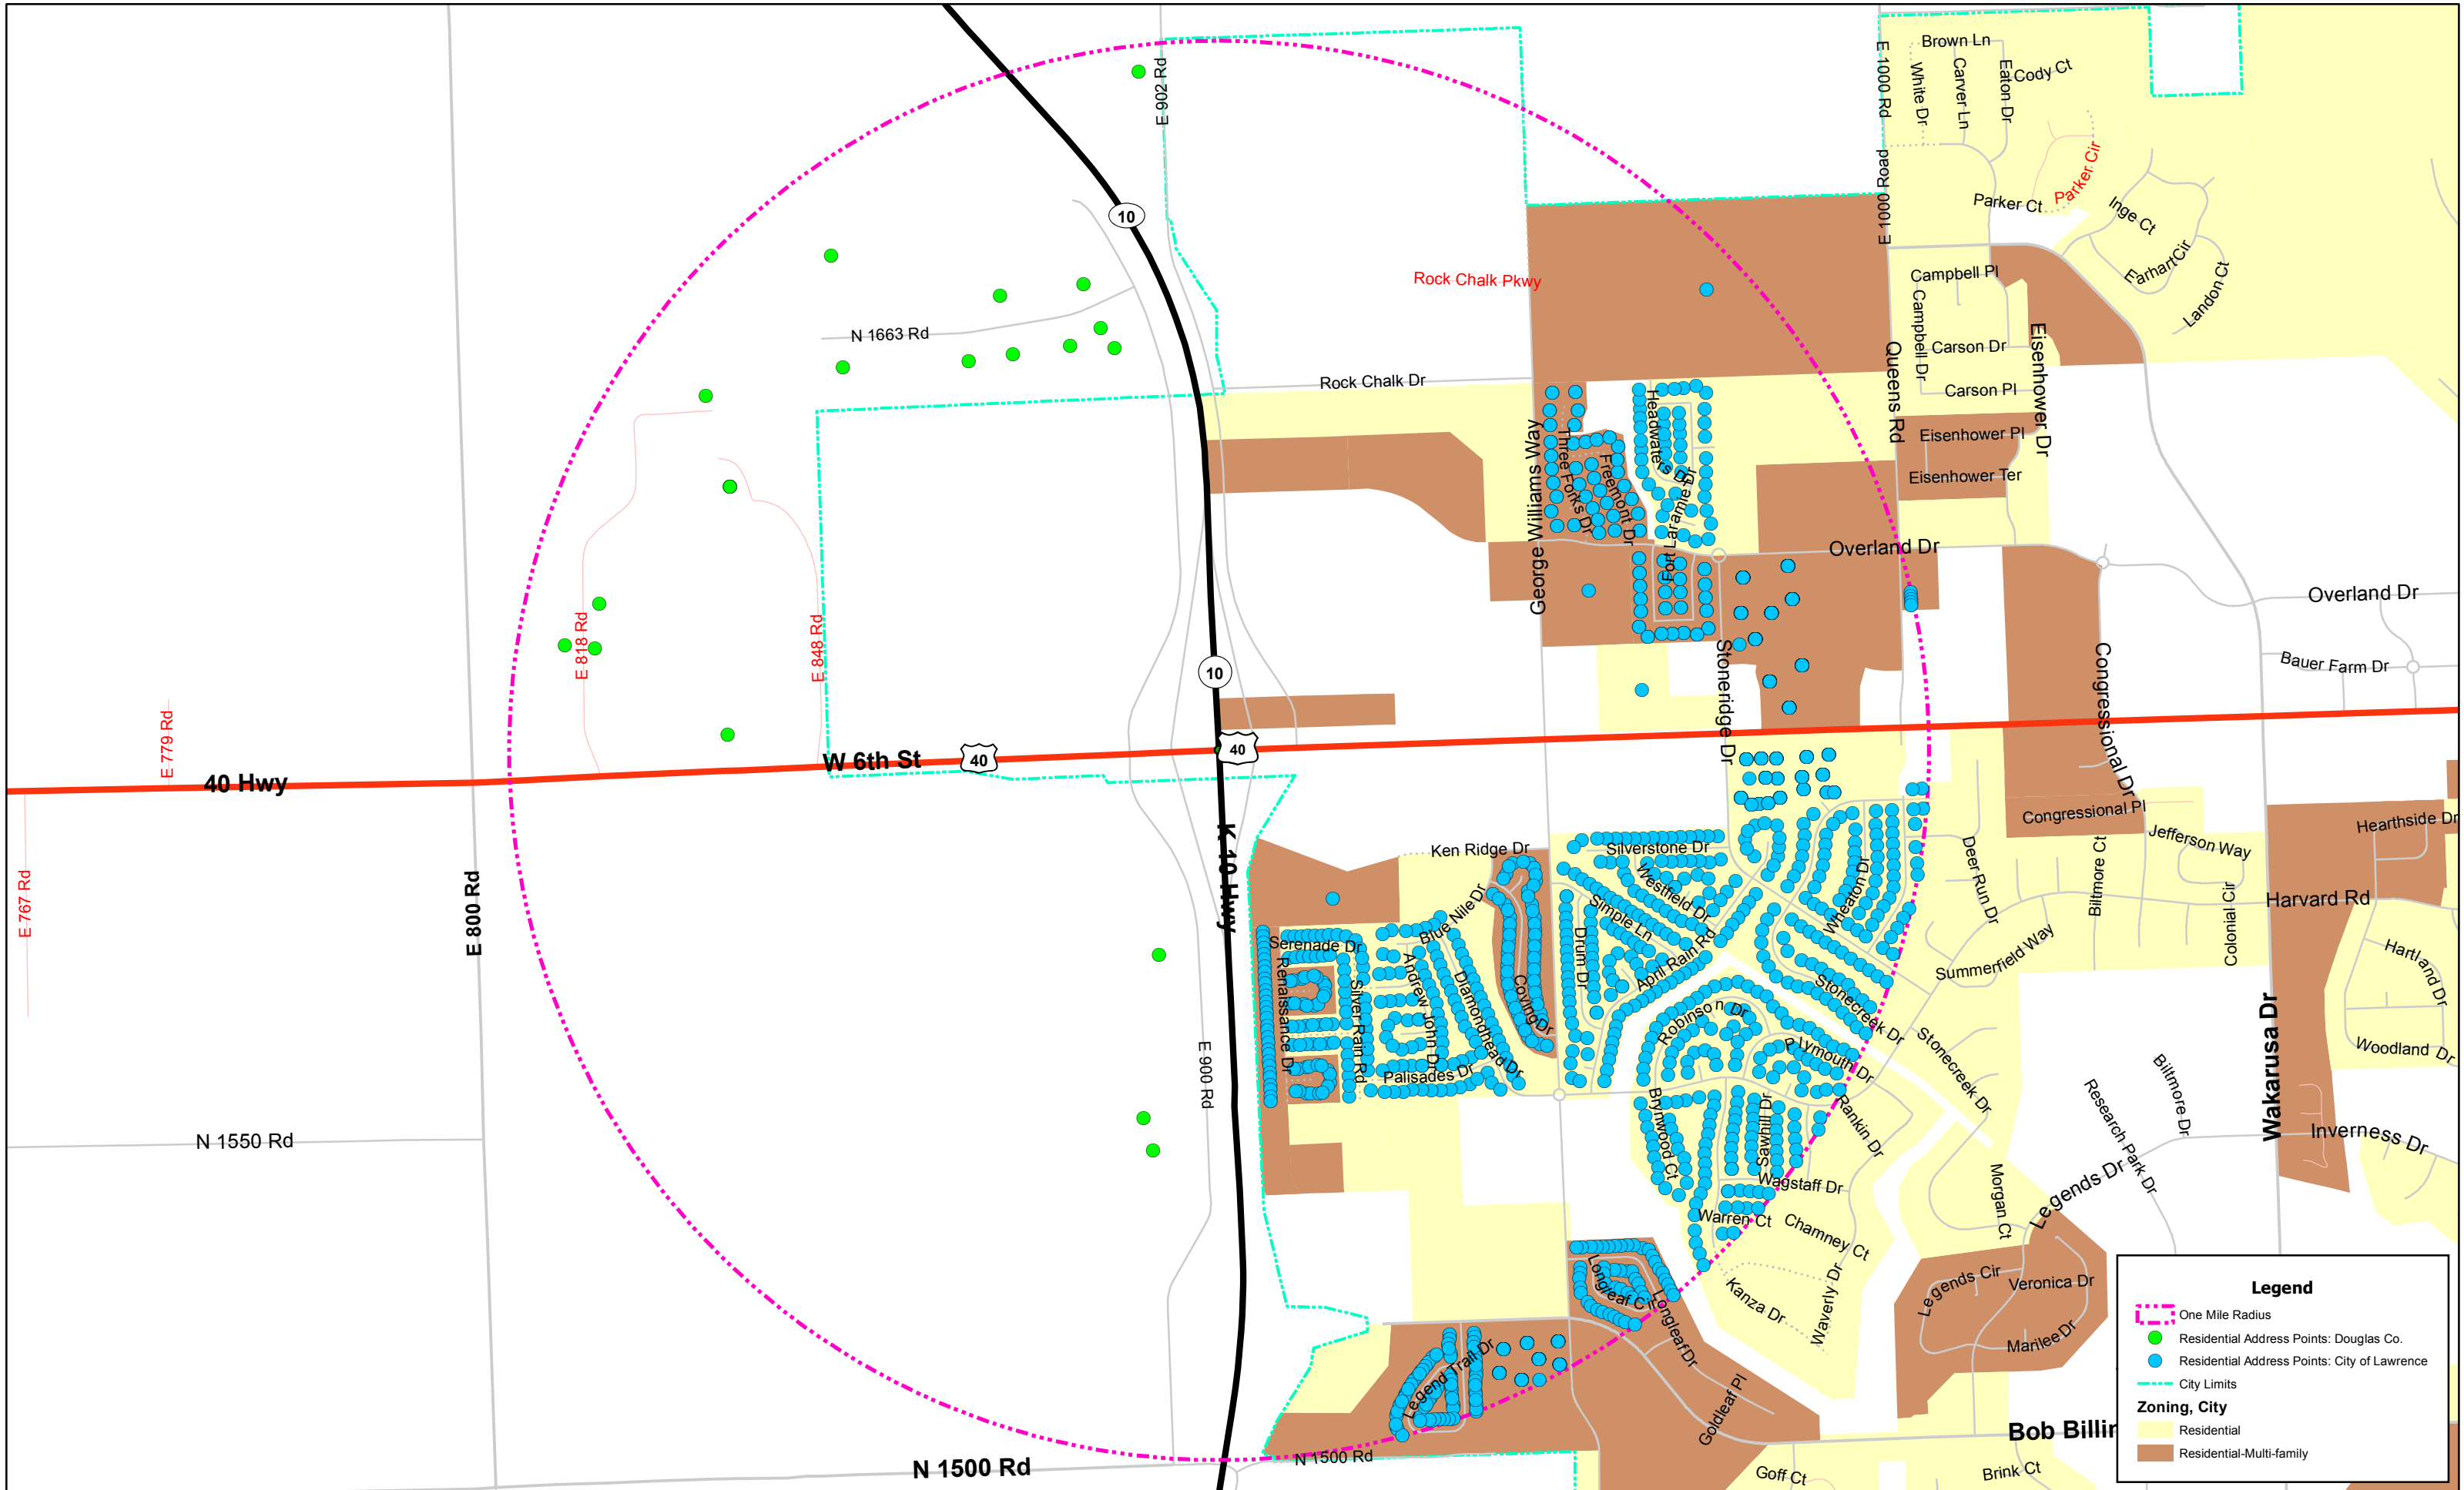 Brown Ln
Cody Ct
E 1000 Rd
White Dr
Carver Ln
Eaton Dr
E 902 Rd
Parker Cir
E 1000 Road
Parker Ct
Inge Ct
10
Earhart Cir
Landon Ct
Rock Chalk Pkwy
Campbell Pl
Campbell Dr
N 1663 Rd
Carson Dr
Eisenhower Dr
Queens Rd
Rock Chalk Dr
Carson Pl
Headwaters Dr
George Williams Way
Three Forks Dr
Freemont Dr
Eisenhower Pl
Eisenhower Ter
Fort Laramie Dr
Overland Dr
Overland Dr
E 818 Rd
E 848 Rd
Stoneridge Dr
Congressional Dr
Bauer Farm Dr
10
E 779 Rd
40 Hwy
W 6th St
40
40
K 10 Hwy
Congressional Pl
Hearthside Dr
Jefferson Way
Ken Ridge Dr
Silverstone Dr
Westfield Dr
Wheaton Dr
Deer Run Dr
Biltmore Ct
Colonial Cir
Harvard Rd
E 767 Rd
E 800 Rd
Blue Nile Dr
Simple Ln
Serenade Dr
Renaissance Dr
Silver Rain Rd
Andrew John Dr
Diamondhead Dr
Coving Dr
Drum Dr
April Rain Rd
Summerfield Way
Hartland Dr
Stonecreek Dr
Robinson Dr
Plymouth Dr
Stonecreek Dr
Woodland Dr
Wakarusa Dr
E 900 Rd
Palisades Dr
Brynwood Ct
Sawhill Dr
Rankin Dr
Biltmore Dr
Research Park Dr
N 1550 Rd
Inverness Dr
Wagstaff Dr
Morgan Ct
Legends Dr
Warren Ct
Chamney Ct
Longleaf Cir
Longleaf Dr
Kanza Dr
Waverly Dr
Legends Cir
Veronica Dr
Marilee Dr
Legend Trail Dr
Goldleaf Pl
Bob Billin
N 1500 Rd
N 1500 Rd
Goff Ct
Brink Ct
Legend
One Mile Radius
Residential Address Points: Douglas Co.
Residential Address Points: City of Lawrence
City Limits
Zoning, City
Residential
Residential-Multi-family